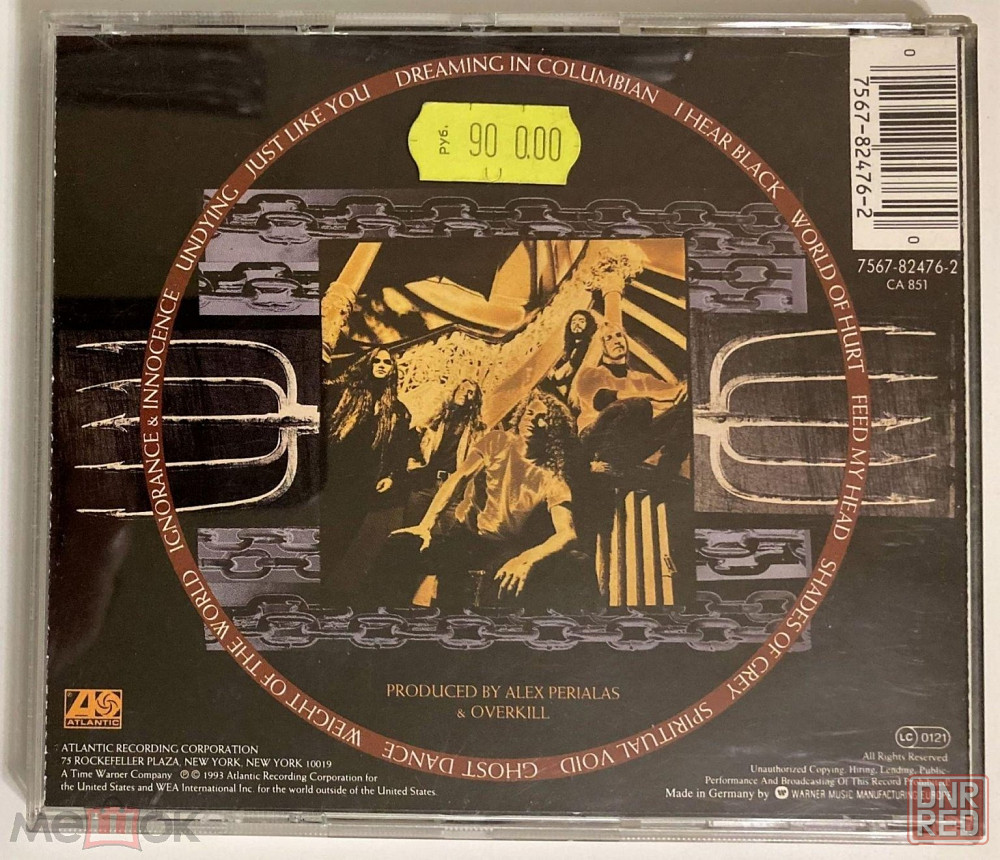 DREAMING IN COLUMBIAN
I HEAR BLACK
WORLD OF HURT
FEED MY HEAD
SHADES OF GREY
SPIRITUAL VOID
GHOST DANCE
WEIGHT OF THE WORLD
IGNORANCE & INNOCENCE
UNDYING
JUST LIKE YOU
РУБ. 90 0.00
0
7567-82476-2
0
7567-82476-2
CA 851
PRODUCED BY ALEX PERIALAS
& OVERKILL
ATLANTIC
ATLANTIC RECORDING CORPORATION
75 ROCKEFELLER PLAZA, NEW YORK, NEW YORK 10019
A Time Warner Company ℗ © 1993 Atlantic Recording Corporation for
the United States and WEA International Inc. for the world outside of the United States.
LC 0121
All Rights Reserved
Unauthorized Copying, Hiring, Lending, Public-
Performance And Broadcasting Of This Record Prohibited
Made in Germany by WARNER MUSIC MANUFACTURING EUROPE
мешок
DNR
RED